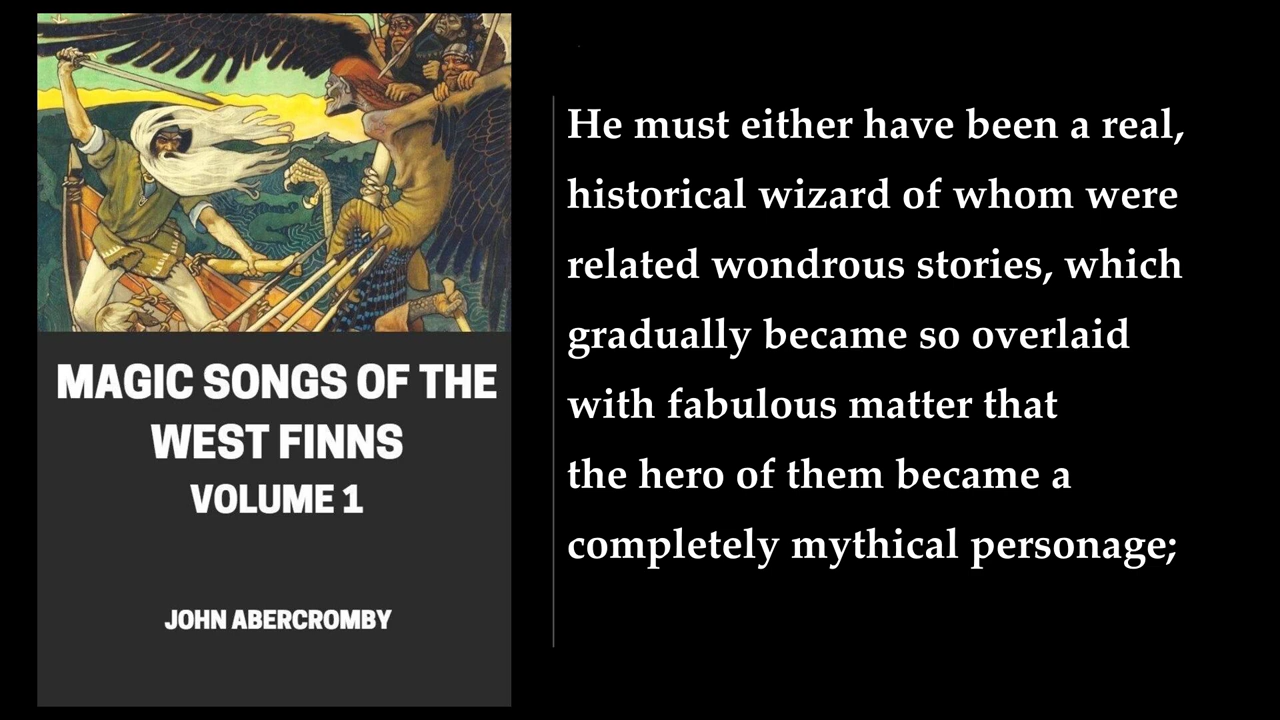 MAGIC SONGS OF THE
WEST FINNS
VOLUME 1
JOHN ABERCROMBY
He must either have been a real,
historical wizard of whom were
related wondrous stories, which
gradually became so overlaid
with fabulous matter that
the hero of them became a
completely mythical personage;